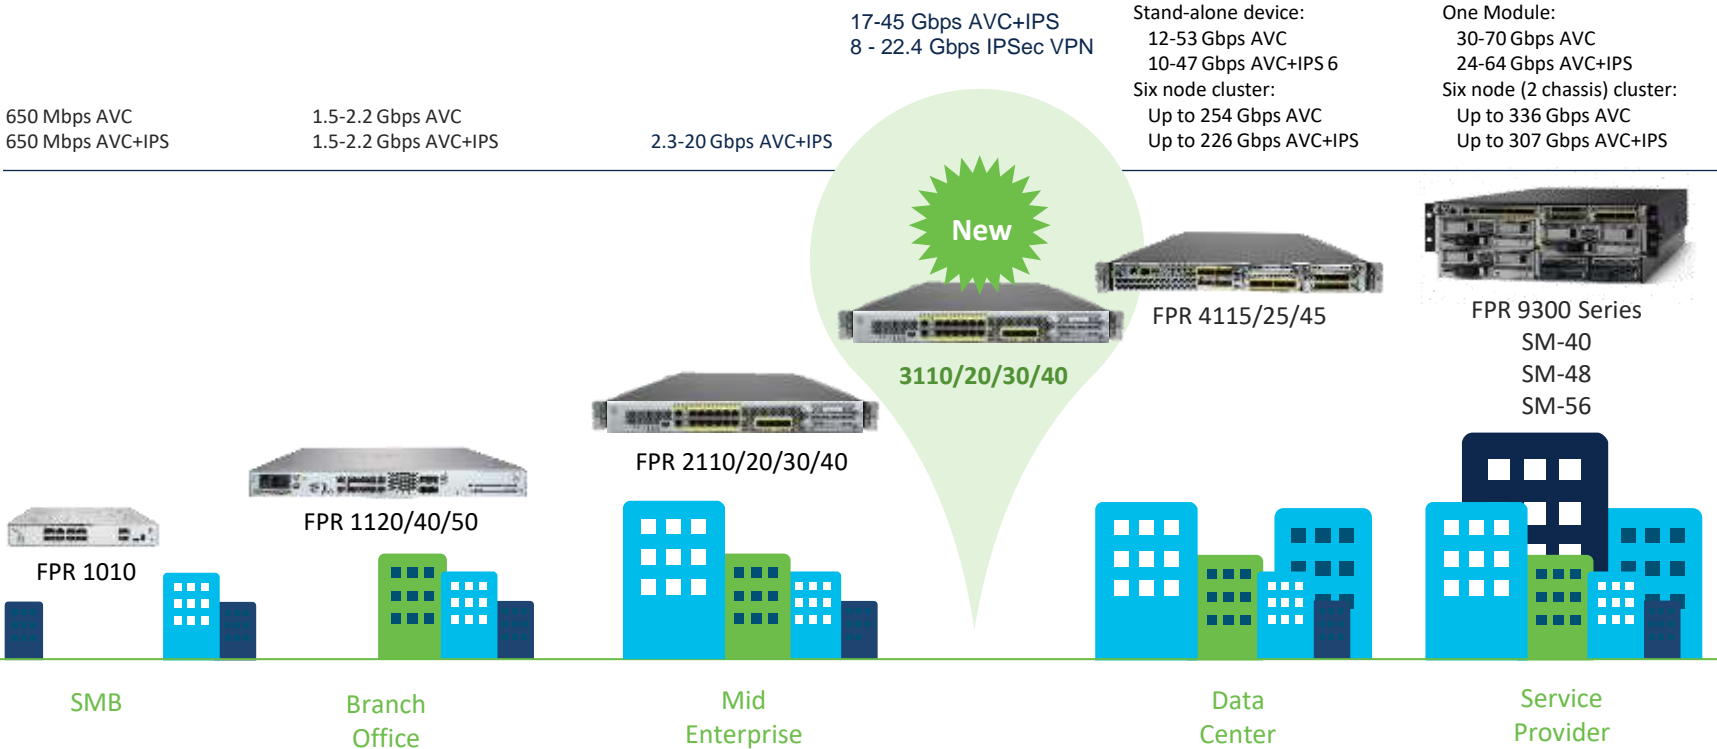 650 Mbps AVC
650 Mbps AVC+IPS
1.5-2.2 Gbps AVC
1.5-2.2 Gbps AVC+IPS
2.3-20 Gbps AVC+IPS
17-45 Gbps AVC+IPS
8 - 22.4 Gbps IPSec VPN
Stand-alone device:
12-53 Gbps AVC
10-47 Gbps AVC+IPS 6
Six node cluster:
Up to 254 Gbps AVC
Up to 226 Gbps AVC+IPS
One Module:
30-70 Gbps AVC
24-64 Gbps AVC+IPS
Six node (2 chassis) cluster:
Up to 336 Gbps AVC
Up to 307 Gbps AVC+IPS
New
FPR 1010
FPR 1120/40/50
FPR 2110/20/30/40
3110/20/30/40
FPR 4115/25/45
FPR 9300 Series
SM-40
SM-48
SM-56
SMB
Branch
Office
Mid
Enterprise
Data
Center
Service
Provider